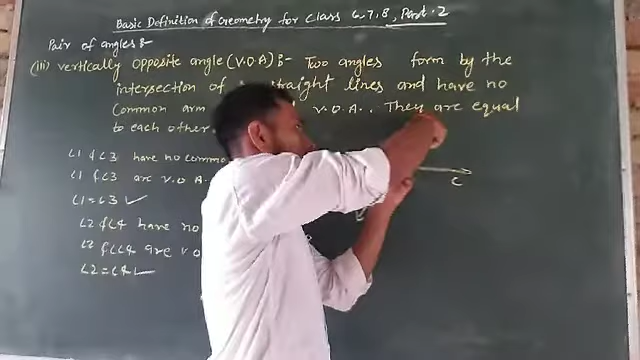 Basic Definition of Geometry for Class 6,7,8, Part-2
Pair of angles:-
(iii) vertically opposite angle (V.O.A):- Two angles form by the
intersection of straight lines and have no
Common arm V.O.A.. They are equal
to each other
∠1 & ∠3 have no commo
∠1 & ∠3 are V.O.A.
∠1=∠3 ✓
∠2 & ∠4 have no
∠2 & ∠4 are V.O
∠2=∠4 ✓
C